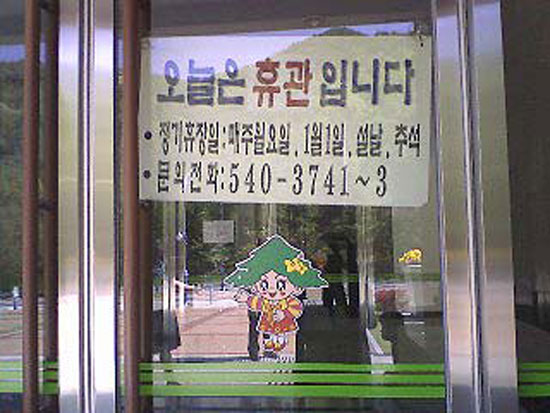 오늘은 휴관 입니다
• 정기휴장일:매주월요일, 1월1일, 설날, 추석
• 문의전화:540-3741~3